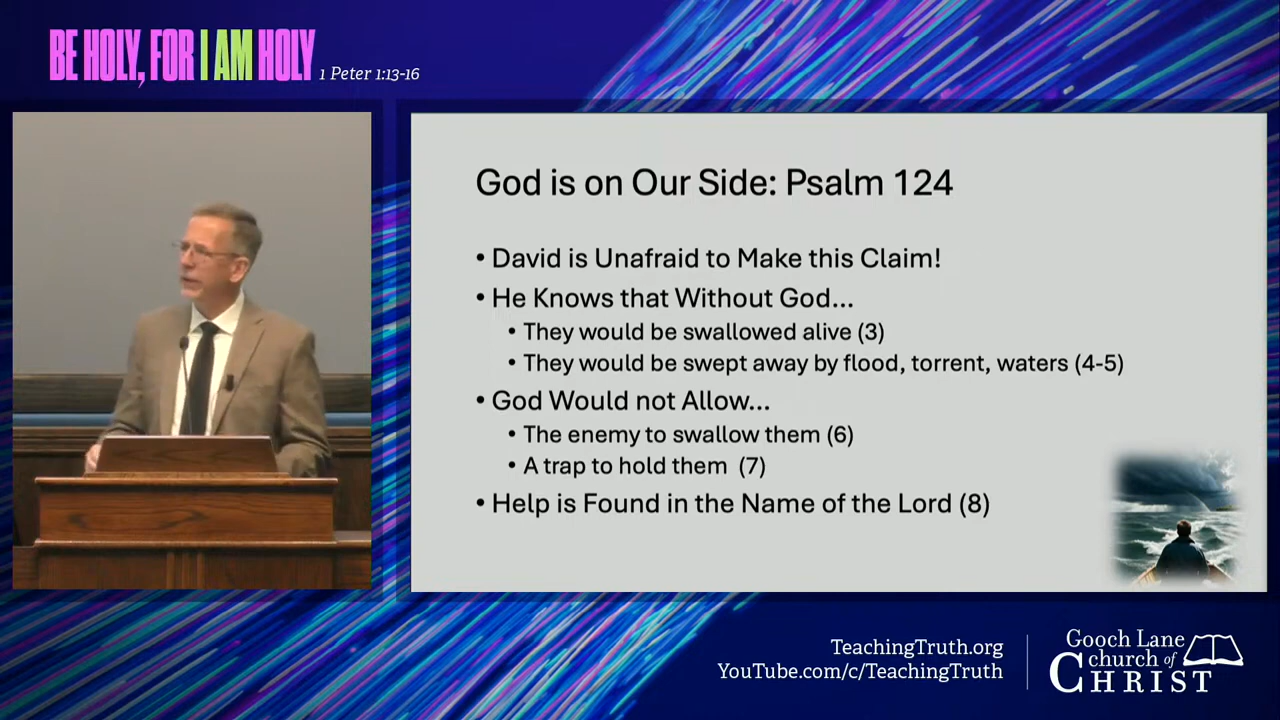 BE HOLY, FOR I AM HOLY 1 Peter 1:13-16
God is on Our Side: Psalm 124
• David is Unafraid to Make this Claim!
• He Knows that Without God...
• They would be swallowed alive (3)
• They would be swept away by flood, torrent, waters (4-5)
• God Would not Allow...
• The enemy to swallow them (6)
• A trap to hold them (7)
• Help is Found in the Name of the Lord (8)
TeachingTruth.org
YouTube.com/c/TeachingTruth
Gooch Lane
church of
CHRIST